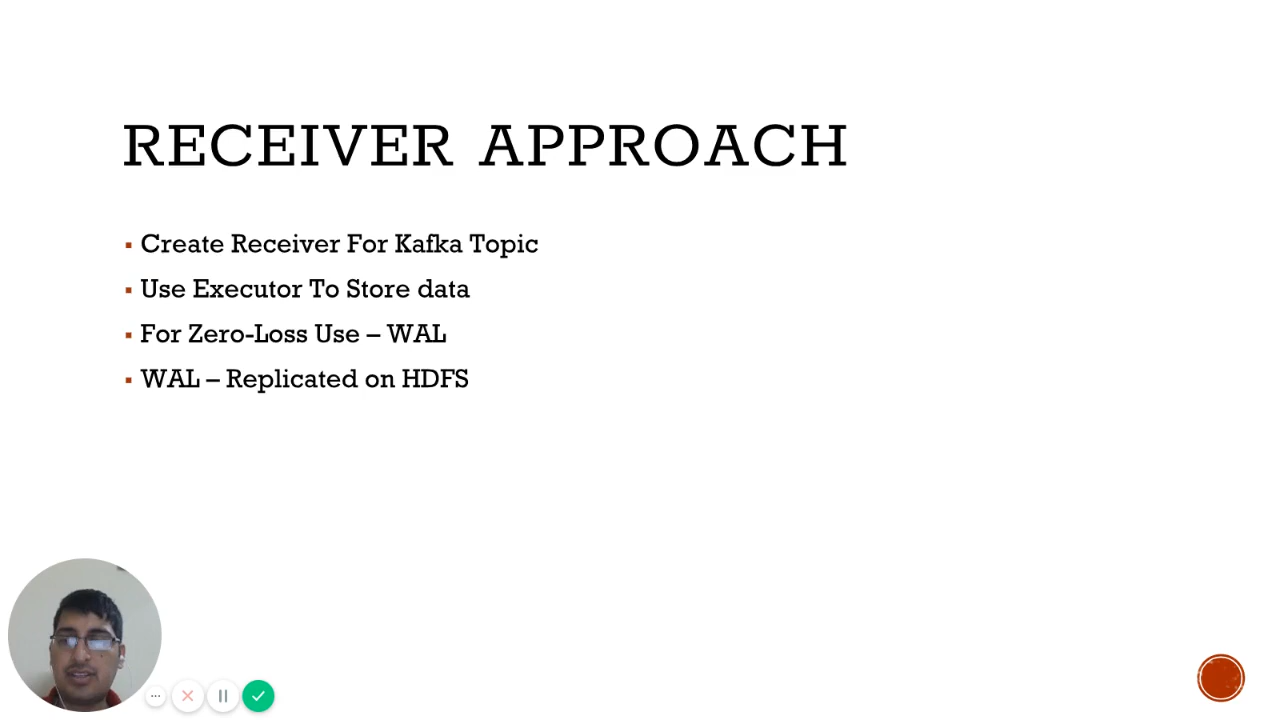 RECEIVER APPROACH
▪ Create Receiver For Kafka Topic
▪ Use Executor To Store data
▪ For Zero-Loss Use – WAL
▪ WAL – Replicated on HDFS